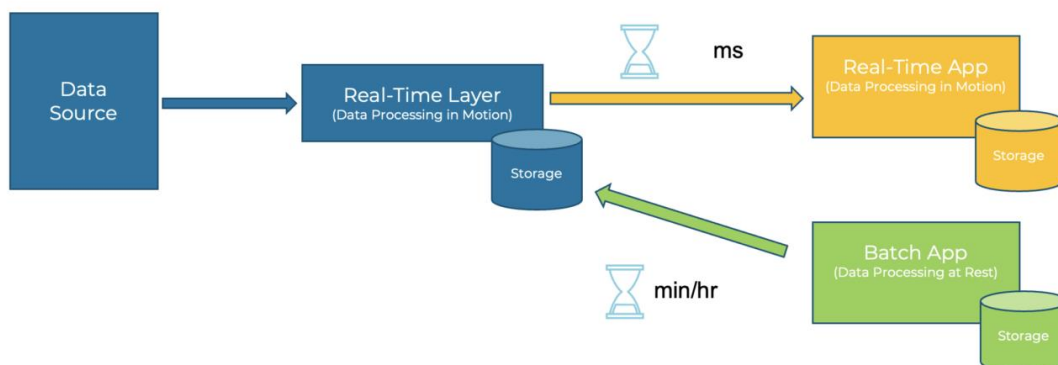 Data
Source
Real-Time Layer
(Data Processing in Motion)
Storage
ms
Real-Time App
(Data Processing in Motion)
Storage
min/hr
Batch App
(Data Processing at Rest)
Storage